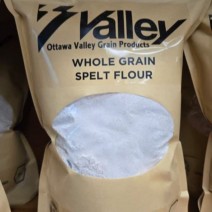 Valley
Ottawa Valley Grain Products
WHOLE GRAIN
SPELT FLOUR